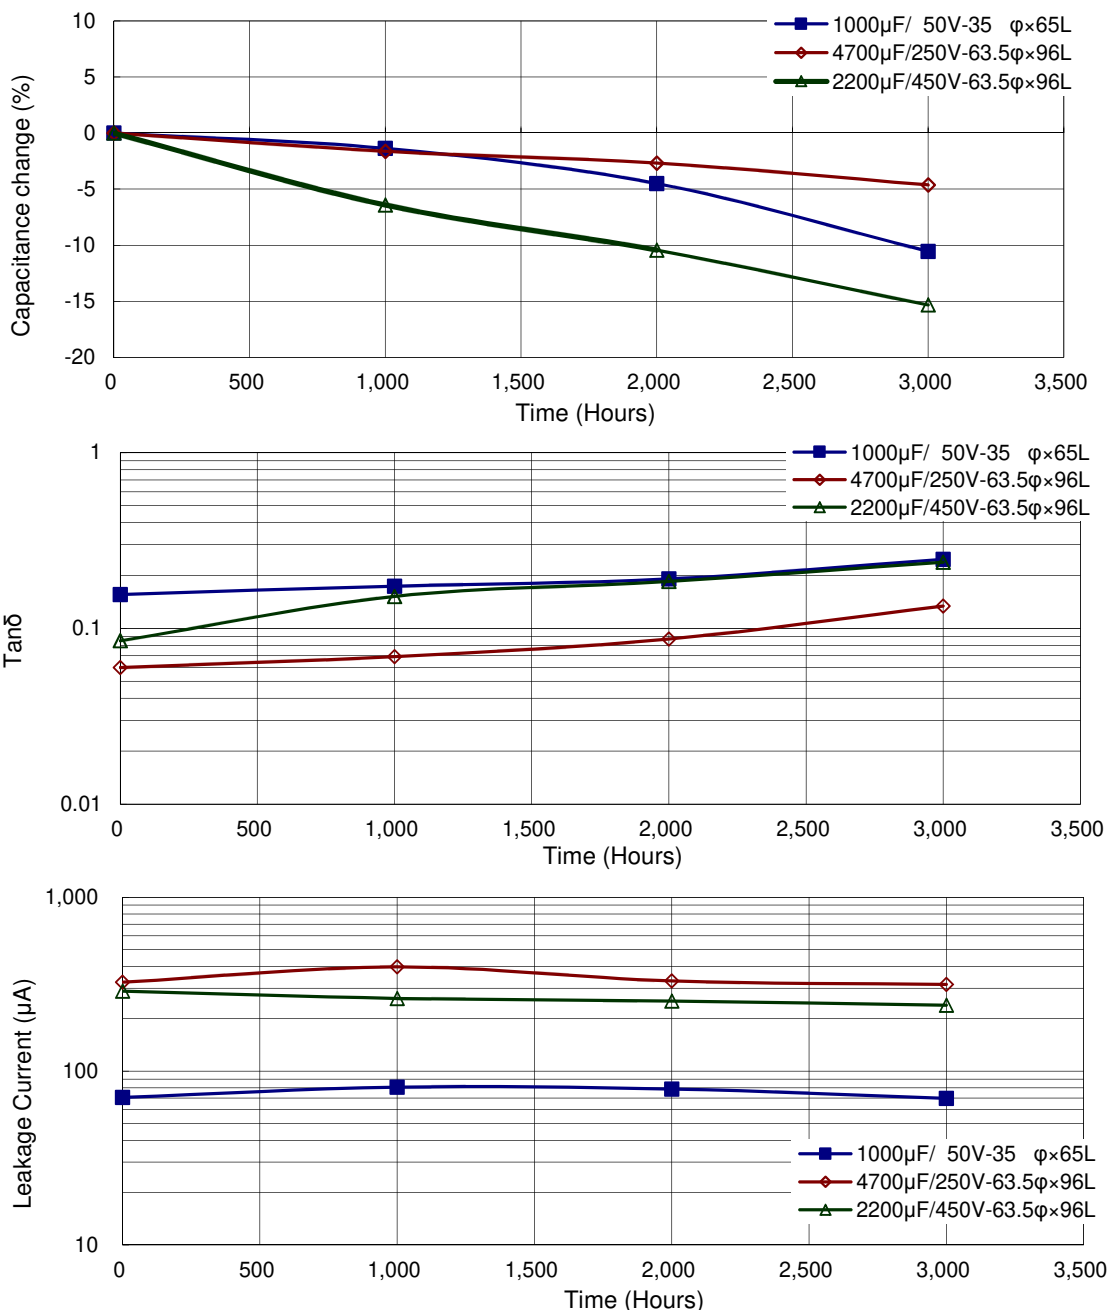 10
5
0
-5
-10
-15
-20
Capacitance change (%)
1000µF/ 50V-35 φ×65L
4700µF/250V-63.5φ×96L
2200µF/450V-63.5φ×96L
0 500 1,000 1,500 2,000 2,500 3,000 3,500
Time (Hours)
1
0.1
0.01
Tanδ
1000µF/ 50V-35 φ×65L
4700µF/250V-63.5φ×96L
2200µF/450V-63.5φ×96L
0 500 1,000 1,500 2,000 2,500 3,000 3,500
Time (Hours)
1,000
100
10
Leakage Current (µA)
1000µF/ 50V-35 φ×65L
4700µF/250V-63.5φ×96L
2200µF/450V-63.5φ×96L
0 500 1,000 1,500 2,000 2,500 3,000 3,500
Time (Hours)